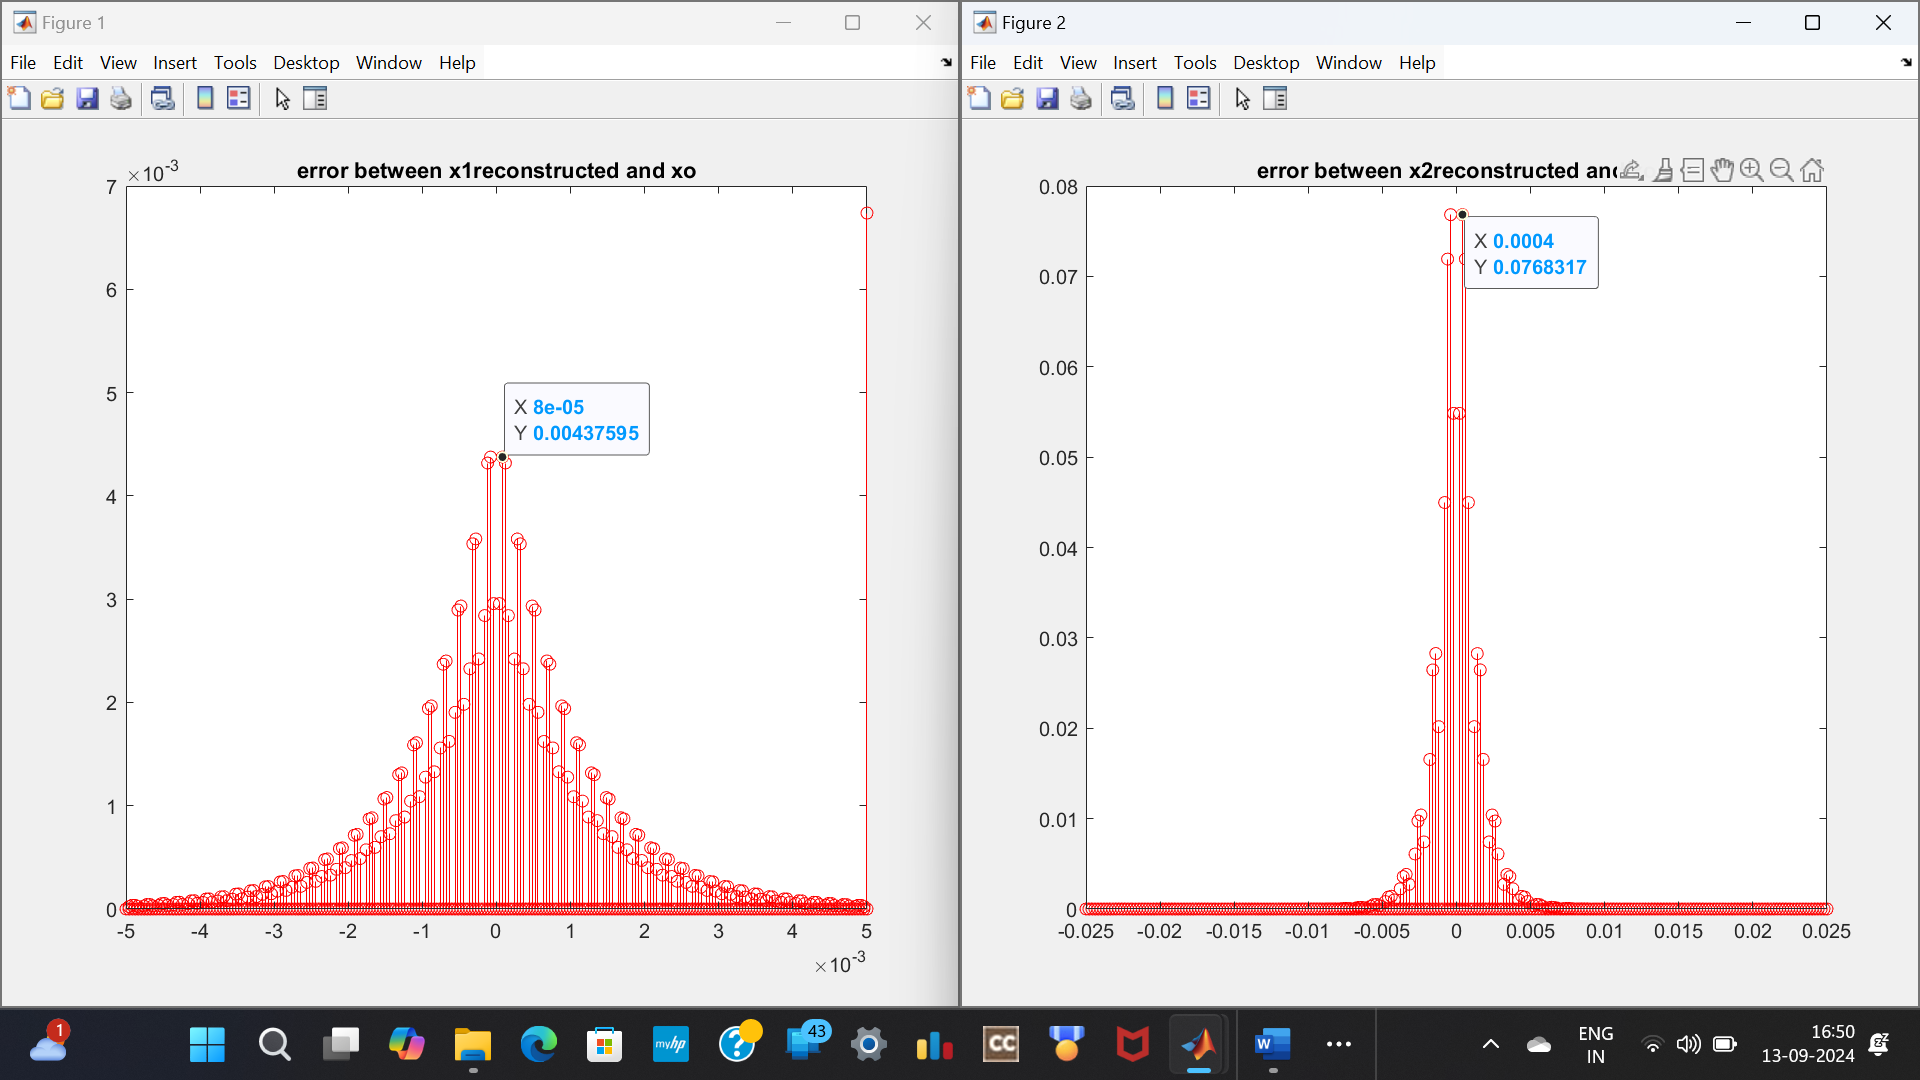 Figure 1
File Edit View Insert Tools Desktop Window Help
error between x1reconstructed and xo
×10-3
7
6
5
4
3
2
1
0
X 8e-05
Y 0.00437595
-5 -4 -3 -2 -1 0 1 2 3 4 5
×10-3
Figure 2
File Edit View Insert Tools Desktop Window Help
error between x2reconstructed and
0.08
0.07
0.06
0.05
0.04
0.03
0.02
0.01
0
X 0.0004
Y 0.0768317
-0.025 -0.02 -0.015 -0.01 -0.005 0 0.005 0.01 0.015 0.02 0.025
1
myhp
?
43
CC
W
ENG
IN
16:50
13-09-2024